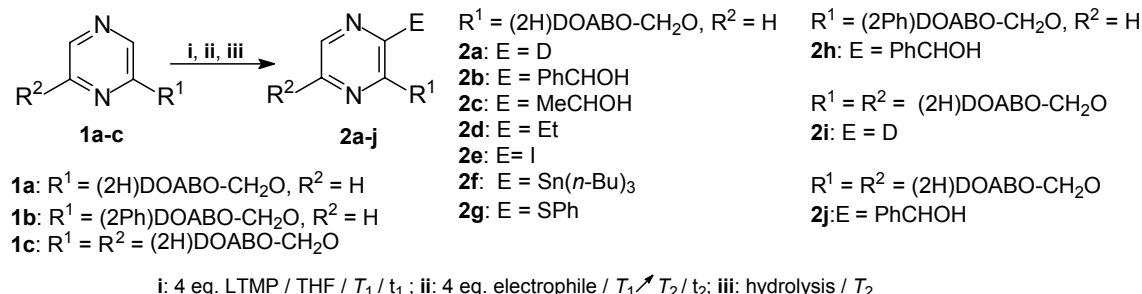 N
N
R² R¹
1a-c
i, ii, iii
N E
N
R² R¹
2a-j
1a: R¹ = (2H)DOABO-CH₂O, R² = H
1b: R¹ = (2Ph)DOABO-CH₂O, R² = H
1c: R¹ = R² = (2H)DOABO-CH₂O
R¹ = (2H)DOABO-CH₂O, R² = H
2a: E = D
2b: E = PhCHOH
2c: E = MeCHOH
2d: E = Et
2e: E= I
2f: E = Sn(n-Bu)₃
2g: E = SPh
R¹ = (2Ph)DOABO-CH₂O, R² = H
2h: E = PhCHOH
R¹ = R² = (2H)DOABO-CH₂O
2i: E = D
R¹ = R² = (2H)DOABO-CH₂O
2j:E = PhCHOH
i: 4 eq. LTMP / THF / T₁ / t₁ ; ii: 4 eq. electrophile / T₁↗ T₂ / t₂; iii: hydrolysis / T₂